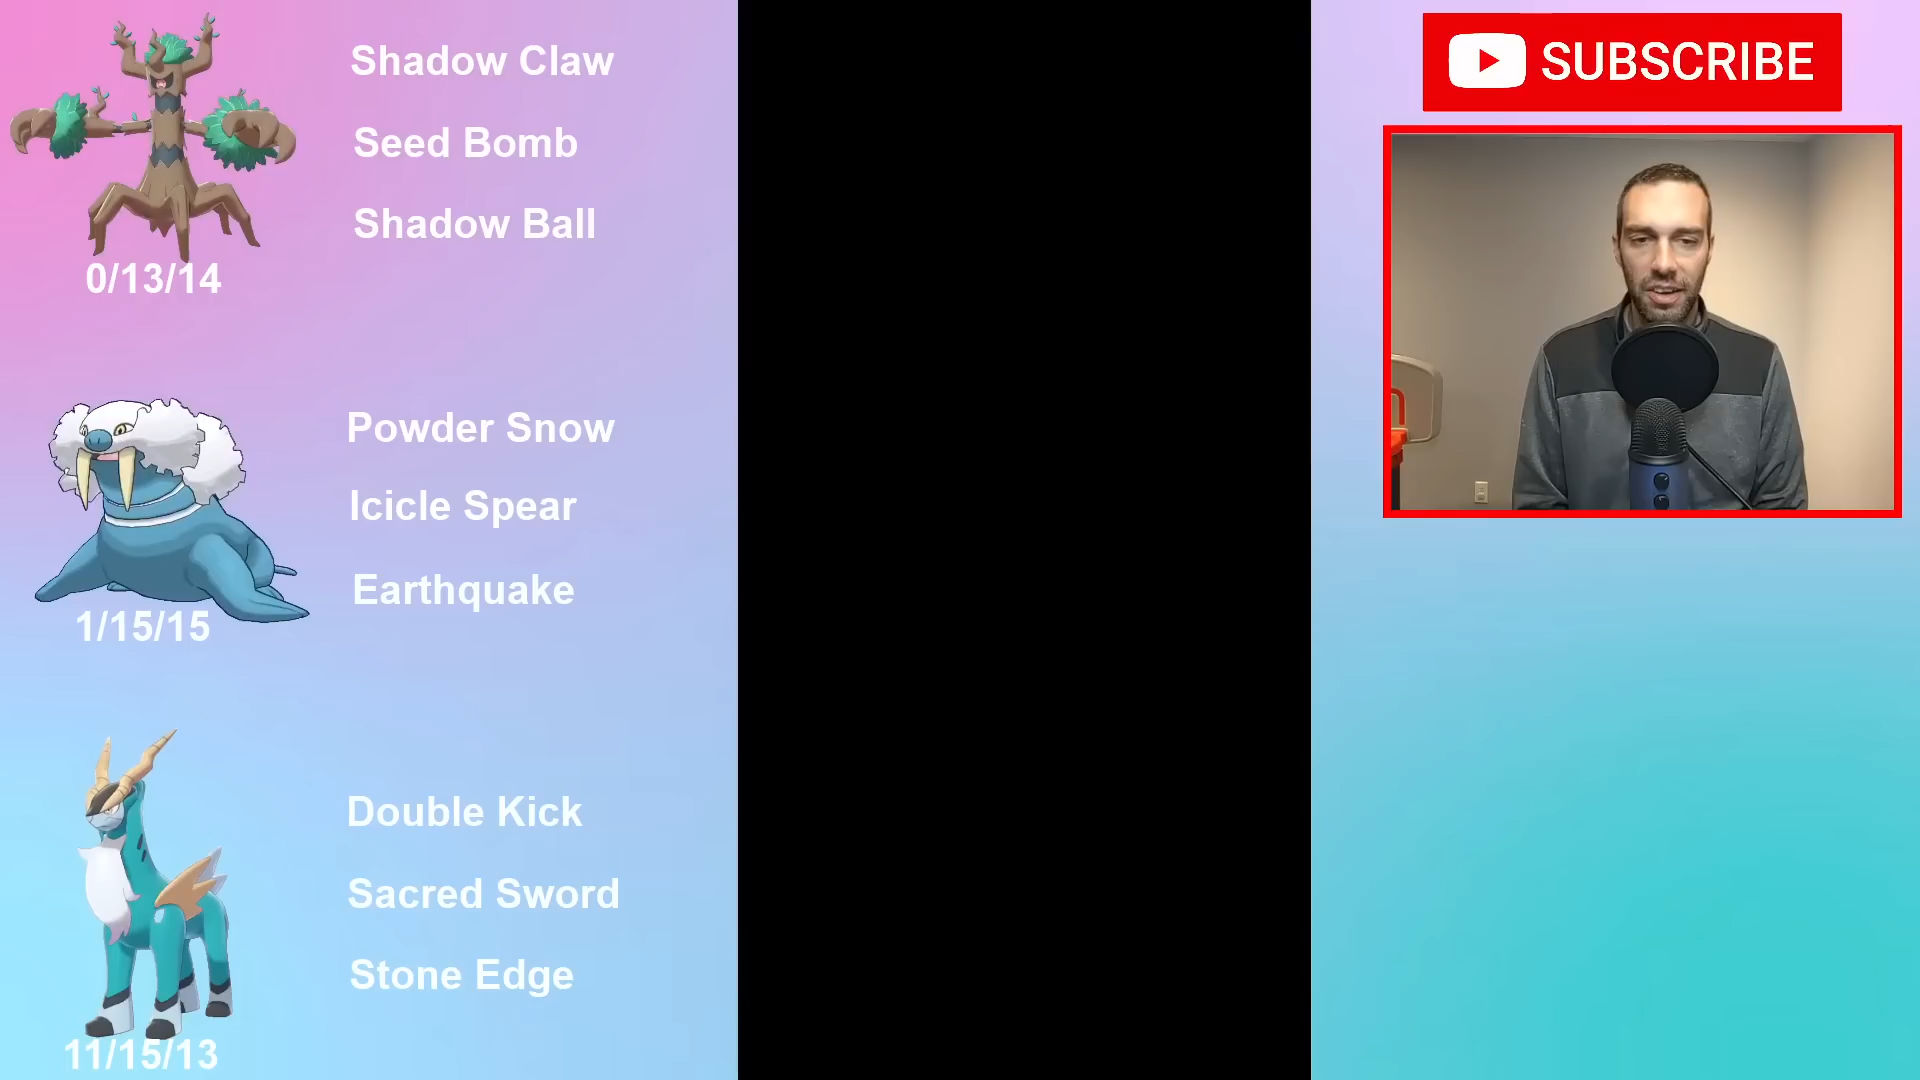 Shadow Claw
Seed Bomb
Shadow Ball
0/13/14
Powder Snow
Icicle Spear
Earthquake
1/15/15
Double Kick
Sacred Sword
Stone Edge
11/15/13
SUBSCRIBE